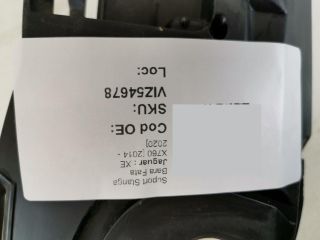 Suport Stanga
Bara Fata
Jaguar : XE
X760 [2014 -
2020]
Cod OE:
SKU:
VIZ54678
Loc: